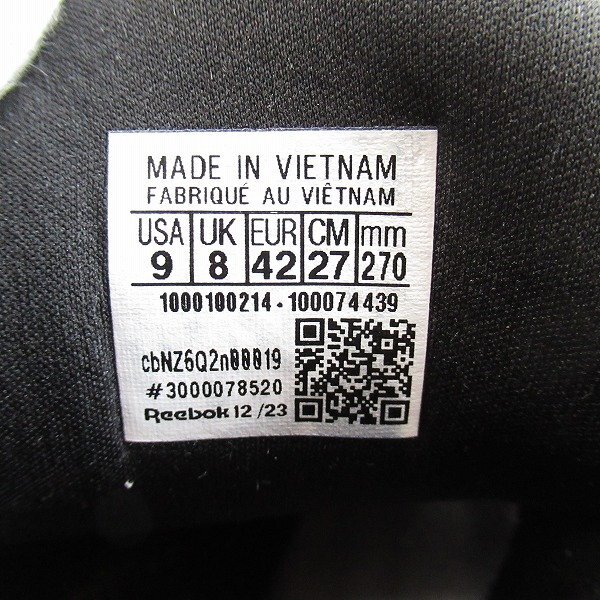 MADE IN VIETNAM
FABRIQUÉ AU VIÊTNAM
USA UK EUR CM mm
9 8 42 27 270
1000100214 · 100074439
cbNZ6Q2n00019
#3000078520
Reebok 12 /23